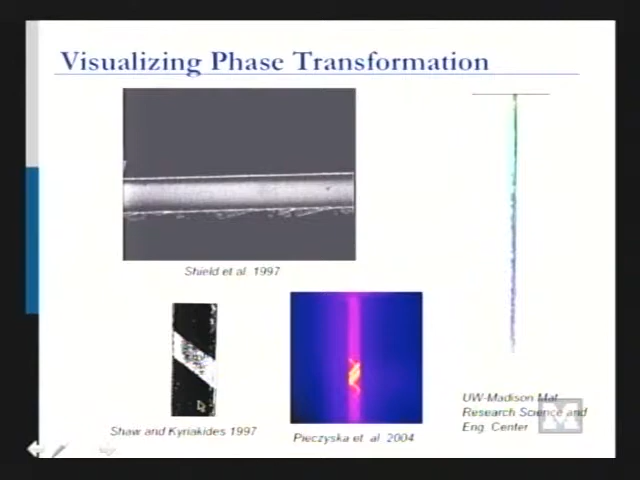 Visualizing Phase Transformation
Shield et al. 1997
Shaw and Kyriakides 1997
Pieczyska et. al. 2004
UW-Madison Mat.
Research Science and
Eng. Center
M